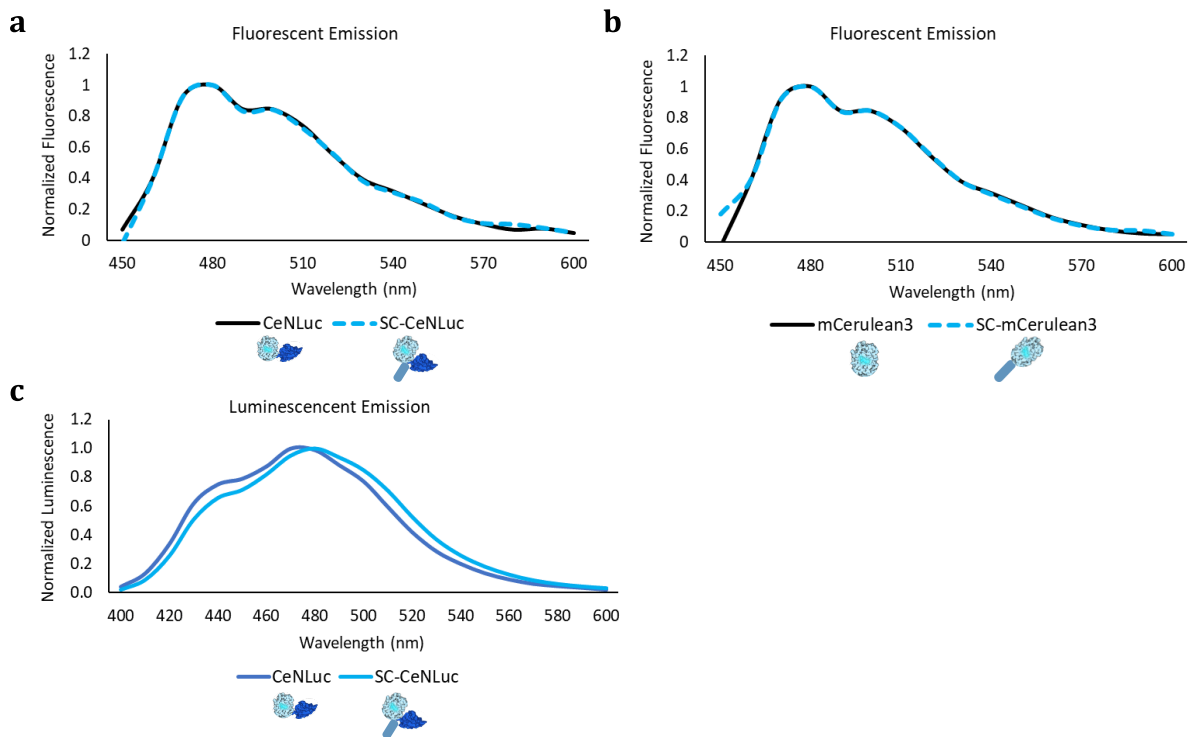 a
Fluorescent Emission
Normalized Fluorescence
1.2
1
0.8
0.6
0.4
0.2
0
450 480 510 540 570 600
Wavelength (nm)
CeNLuc SC-CeNLuc
b
Fluorescent Emission
Normalized Fluorescence
1.2
1
0.8
0.6
0.4
0.2
0
450 480 510 540 570 600
Wavelength (nm)
mCerulean3 SC-mCerulean3
c
Luminescencent Emission
Normalized Luminescence
1.2
1.0
0.8
0.6
0.4
0.2
0.0
400 420 440 460 480 500 520 540 560 580 600
Wavelength (nm)
CeNLuc SC-CeNLuc